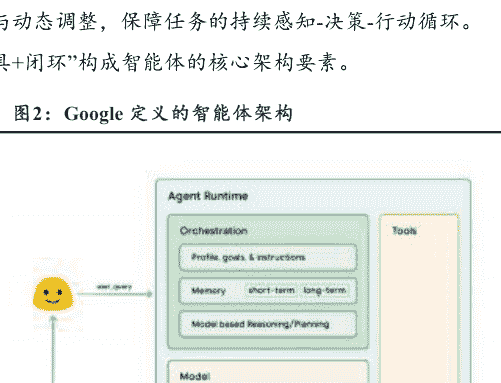 与动态调整，保障任务的持续感知-决策-行动循环。
具+闭环”构成智能体的核心架构要素。
图2：Google 定义的智能体架构
Agent Runtime
Orchestration
Tools
Profile, goals, & instructions
Memory short-term long-term
user_query
Model based Reasoning/Planning
Model